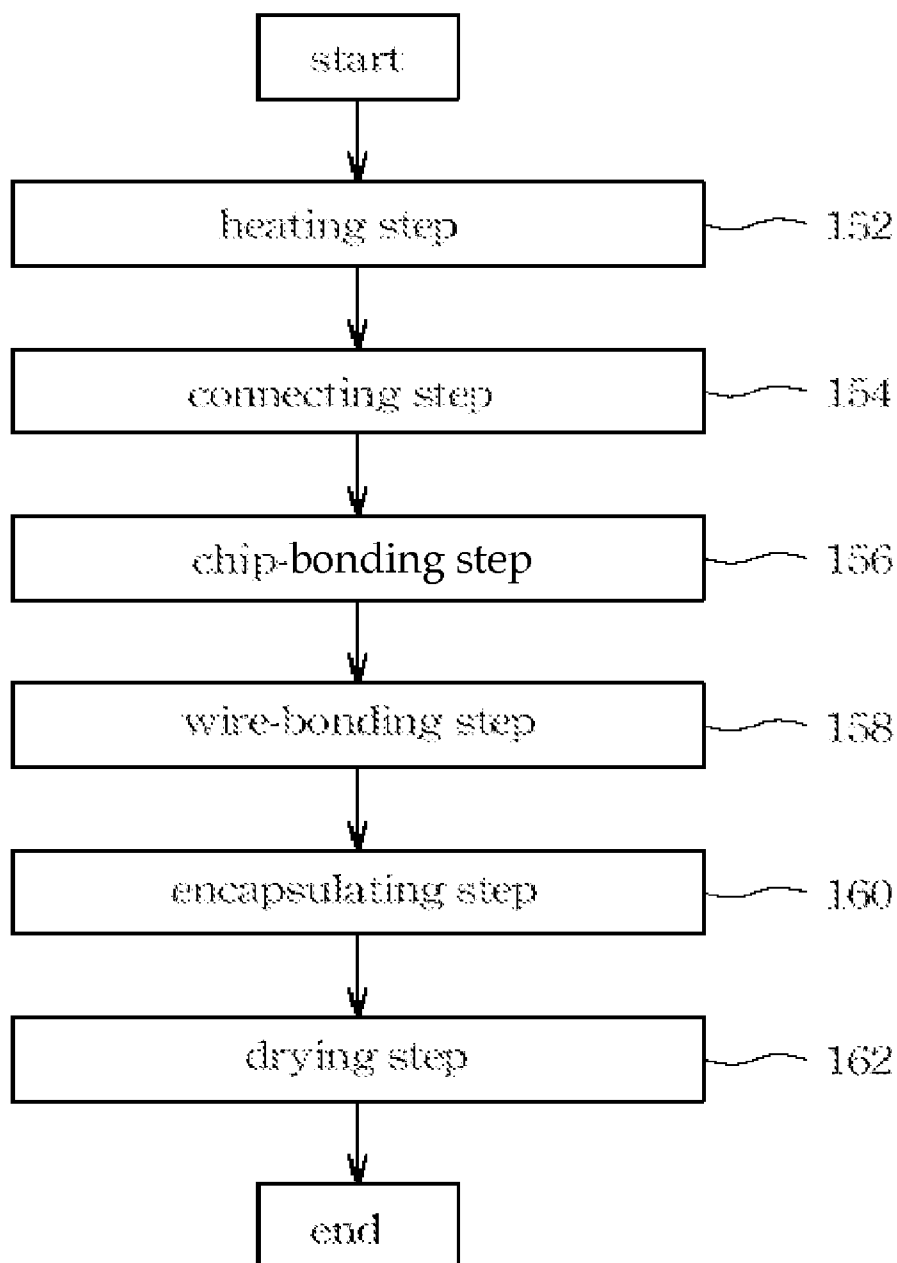 start
heating step
152
connecting step
154
chip-bonding step
156
wire-bonding step
158
encapsulating step
160
drying step
162
end